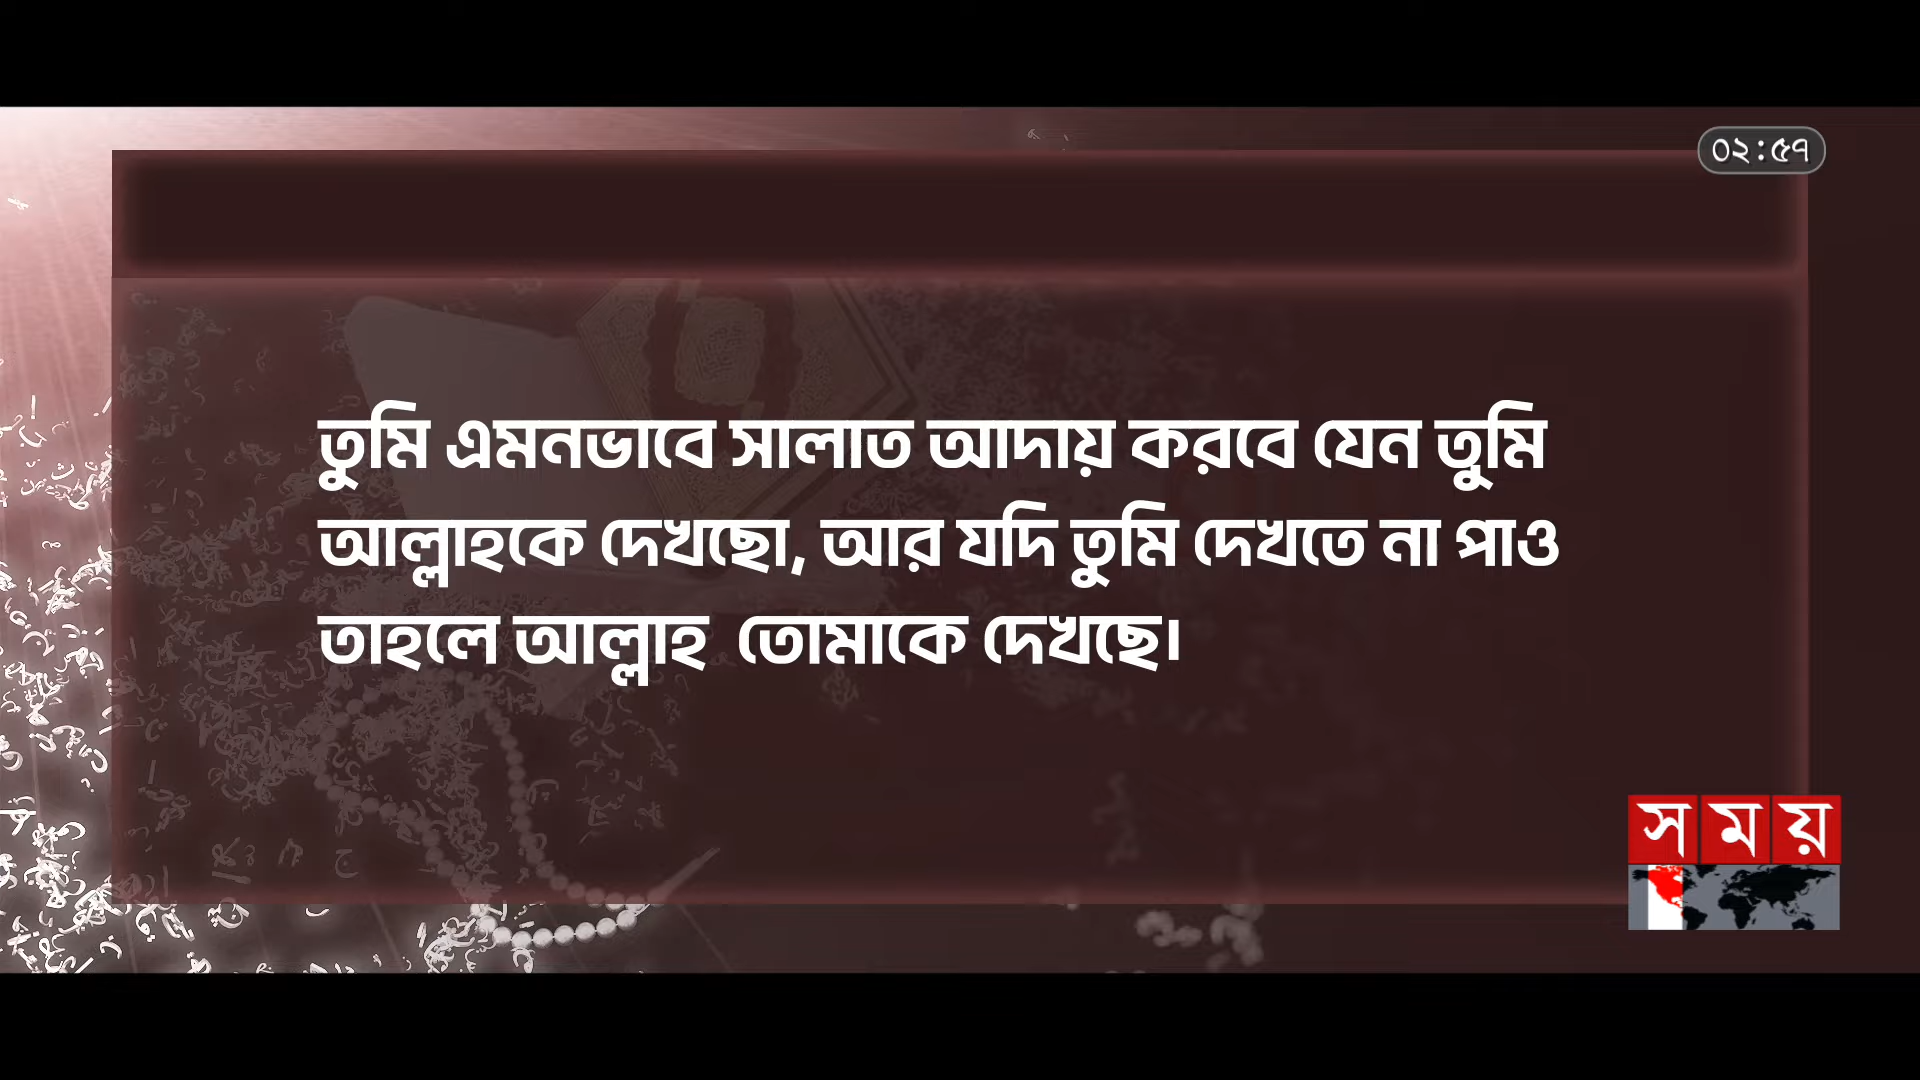 ০২:৫৭
তুমি এমনভাবে সালাত আদায় করবে যেন তুমি
আল্লাহকে দেখছো, আর যদি তুমি দেখতে না পাও
তাহলে আল্লাহ  তোমাকে দেখছে।
সময়